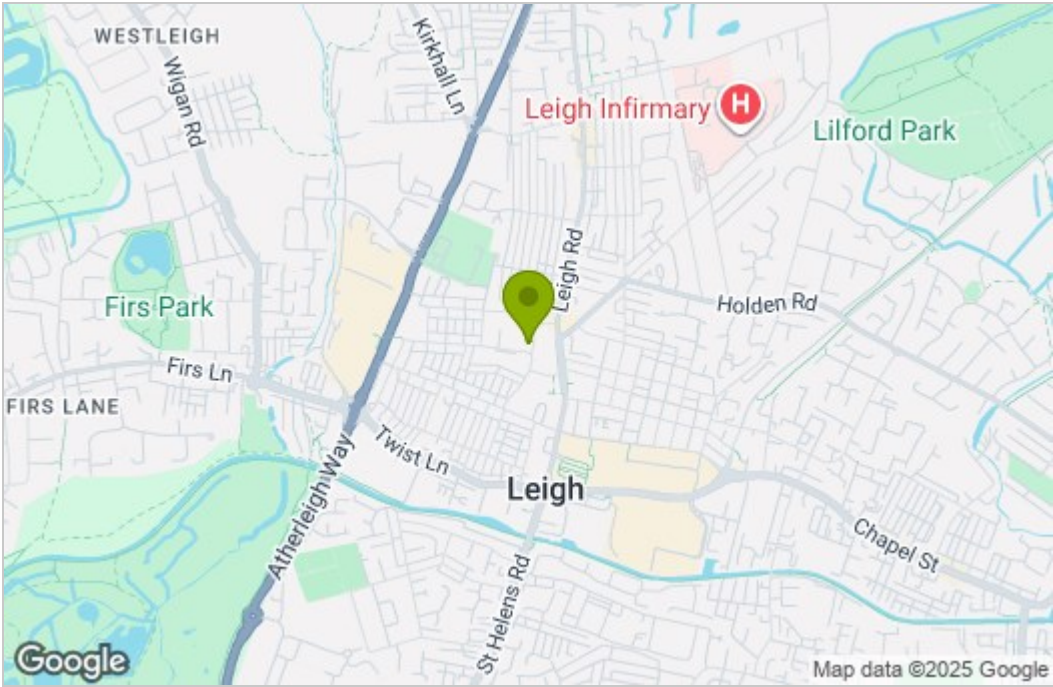 WESTLEIGH
Wigan Rd
Kirkhall Ln
Leigh Infirmary
H
Lilford Park
Firs Park
Leigh Rd
Holden Rd
Firs Ln
FIRS LANE
Twist Ln
Atherleigh Way
Leigh
Chapel St
St Helens Rd
Google
Map data ©2025 Google